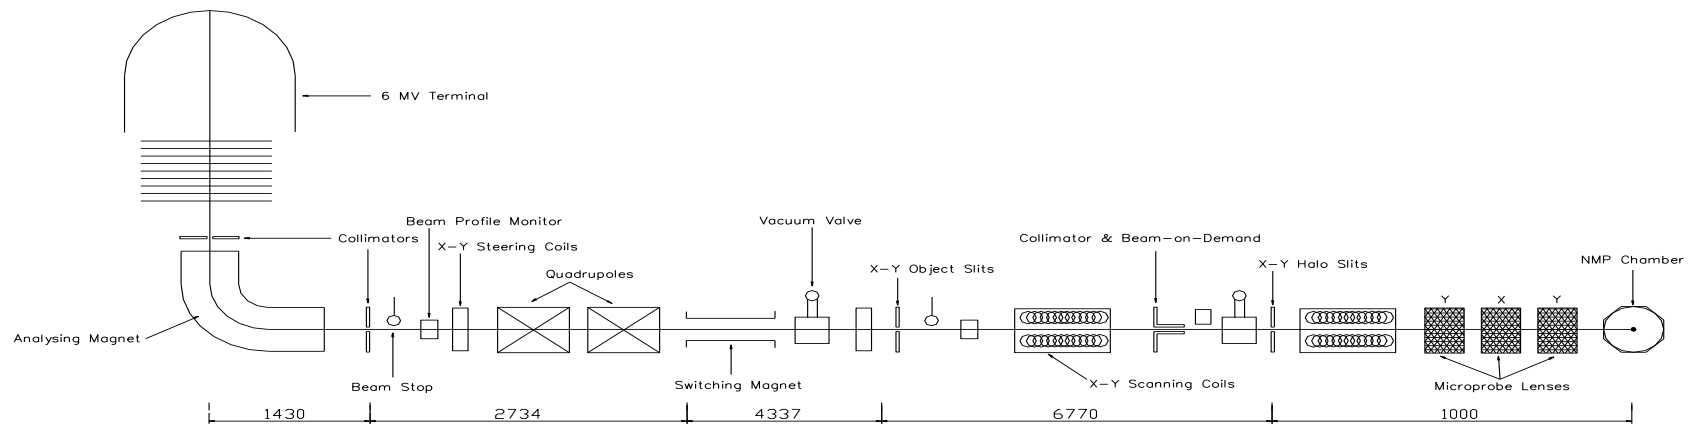 6 MV Terminal
Beam Profile Monitor
Vacuum Valve
Collimators
X-Y Steering Coils
Collimator & Beam-on-Demand
X-Y Object Slits
X-Y Halo Slits
NMP Chamber
Quadrupoles
Y X Y
Analysing Magnet
Beam Stop
Switching Magnet
X-Y Scanning Coils
Microprobe Lenses
1430 2734 4337 6770 1000